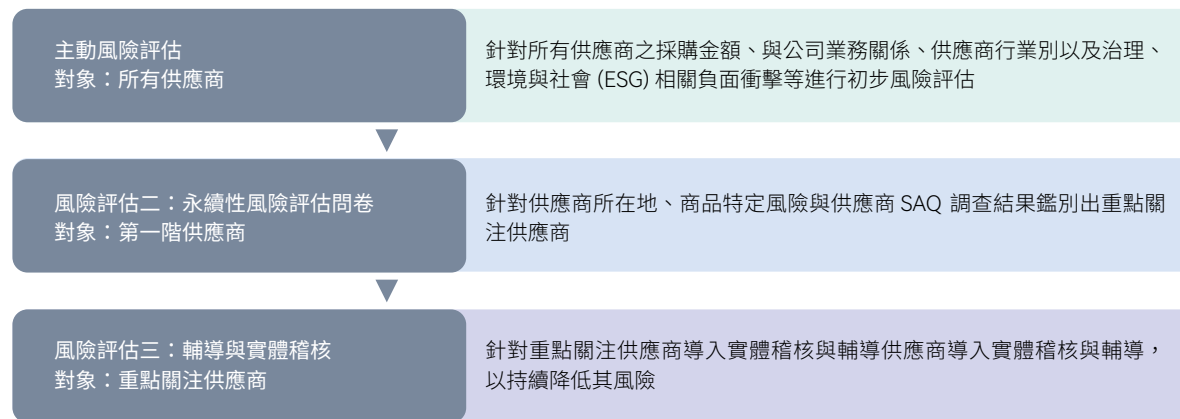 主動風險評估
對象：所有供應商
針對所有供應商之採購金額、與公司業務關係、供應商行業別以及治理、
環境與社會 (ESG) 相關負面衝擊等進行初步風險評估
風險評估二：永續性風險評估問卷
對象：第一階供應商
針對供應商所在地、商品特定風險與供應商 SAQ 調查結果鑑別出重點關
注供應商
風險評估三：輔導與實體稽核
對象：重點關注供應商
針對重點關注供應商導入實體稽核與輔導供應商導入實體稽核與輔導，
以持續降低其風險